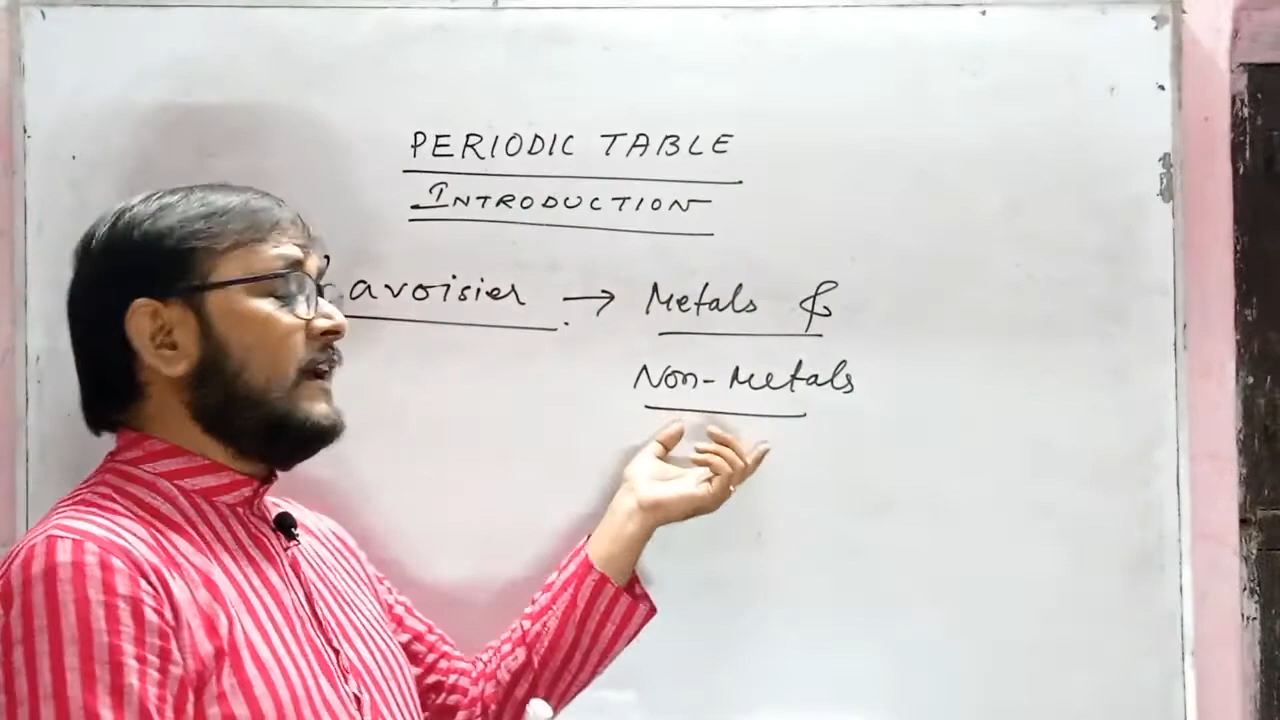 PERIODIC TABLE
INTRODUCTION
avoisier → Metals &
Non-Metals